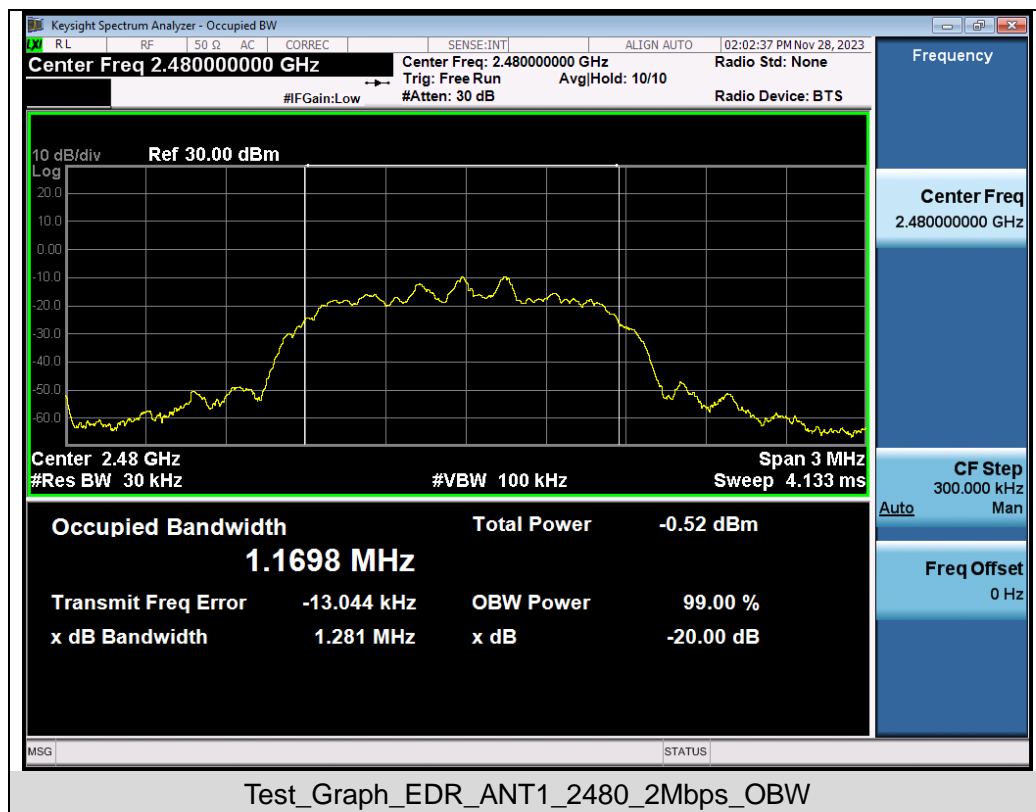 Keysight Spectrum Analyzer - Occupied BW
LXI RL RF 50 Ω AC CORREC SENSE:INT ALIGN AUTO 02:02:37 PM Nov 28, 2023
Center Freq 2.480000000 GHz
#IFGain:Low
Center Freq: 2.480000000 GHz
Trig: Free Run Avg|Hold: 10/10
#Atten: 30 dB
Radio Std: None
Radio Device: BTS
10 dB/div Ref 30.00 dBm
Log
20.0
10.0
0.00
-10.0
-20.0
-30.0
-40.0
-50.0
-60.0
Center 2.48 GHz Span 3 MHz
#Res BW 30 kHz #VBW 100 kHz Sweep 4.133 ms
Occupied Bandwidth Total Power -0.52 dBm
1.1698 MHz
Transmit Freq Error -13.044 kHz OBW Power 99.00 %
x dB Bandwidth 1.281 MHz x dB -20.00 dB
MSG STATUS
Frequency
Center Freq
2.480000000 GHz
CF Step
300.000 kHz
Auto Man
Freq Offset
0 Hz
Test_Graph_EDR_ANT1_2480_2Mbps_OBW